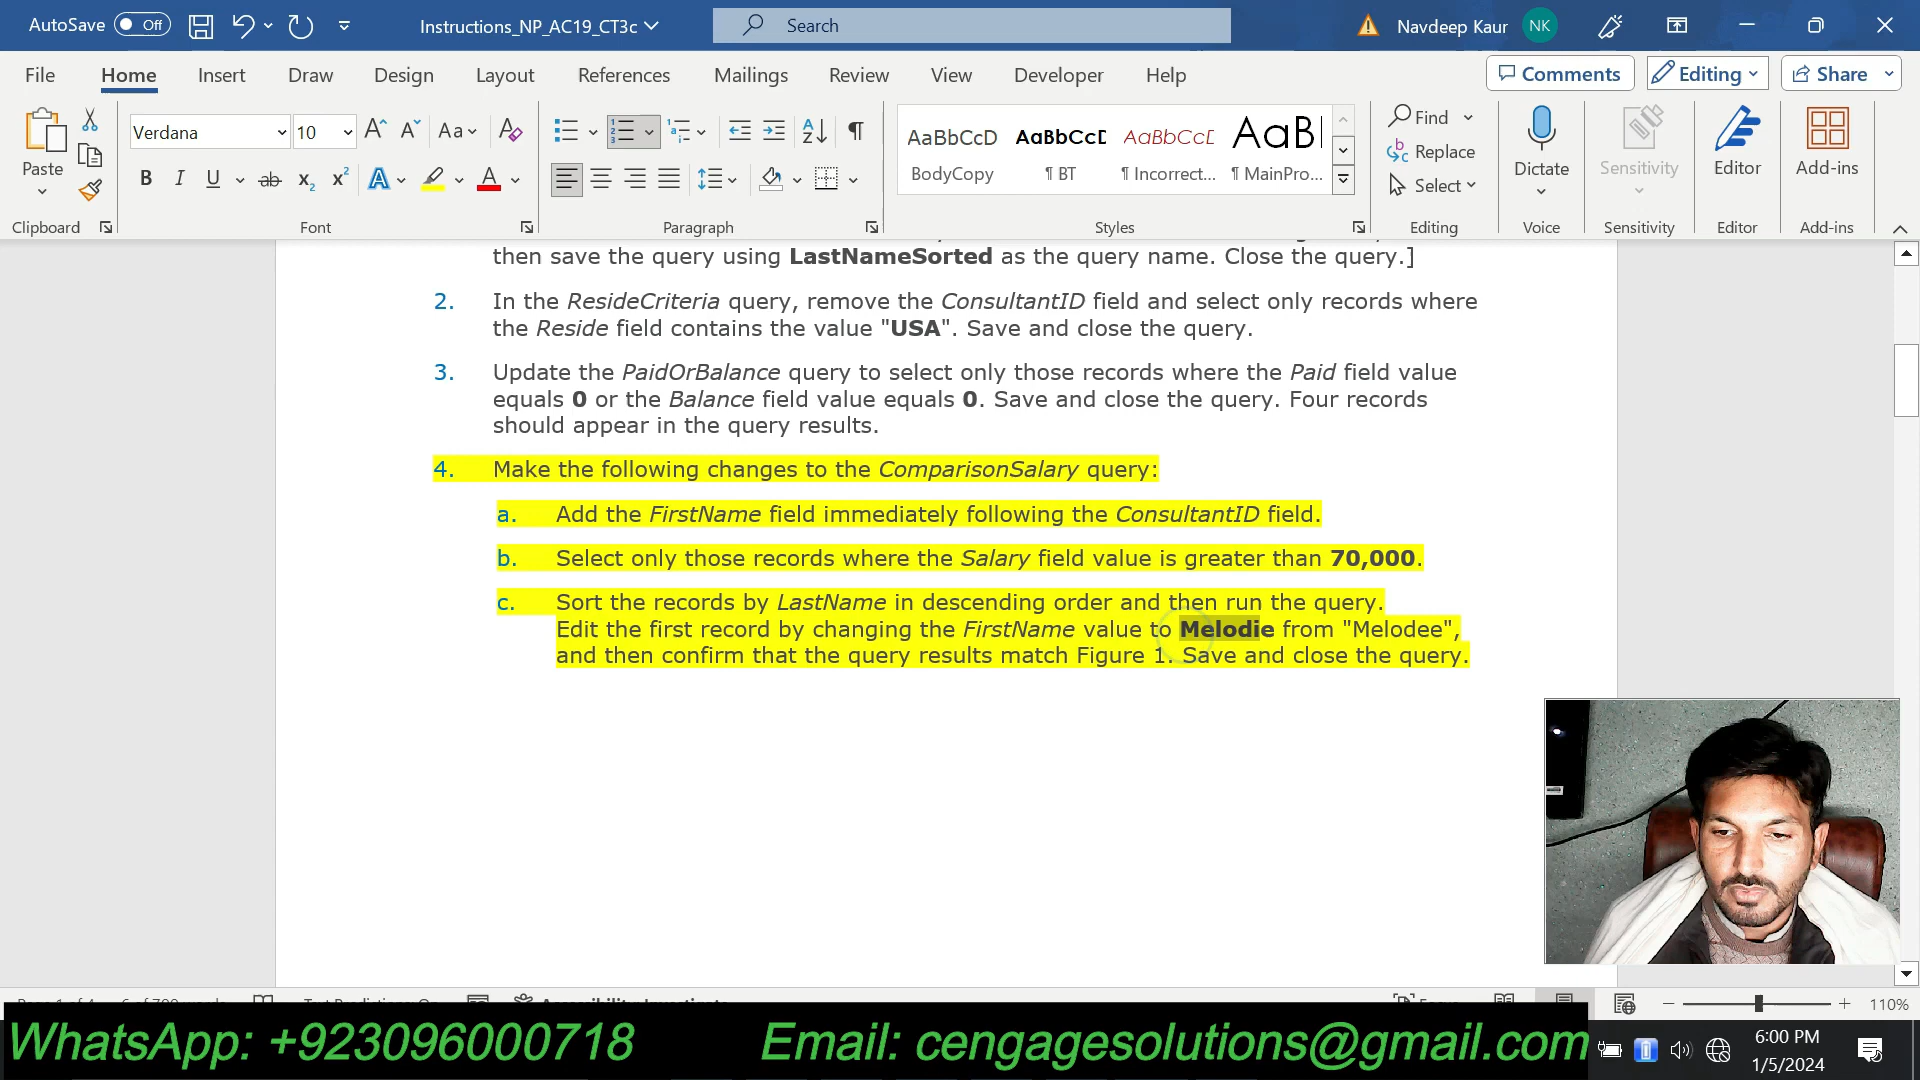 AutoSave Off Instructions_NP_AC19_CT3c Search Navdeep Kaur NK
File Home Insert Draw Design Layout References Mailings Review View Developer Help Comments Editing Share
Verdana 10 Aa
AaBbCcD AaBbCcD AaBbCcD AaB
Find
Replace
Select
Paste
BodyCopy ¶ BT ¶ Incorrect... ¶ MainPro...
Dictate Sensitivity Editor Add-ins
Clipboard Font Paragraph Styles Editing Voice Sensitivity Editor Add-ins
then save the query using LastNameSorted as the query name. Close the query.]
2. In the ResideCriteria query, remove the ConsultantID field and select only records where
the Reside field contains the value "USA". Save and close the query.
3. Update the PaidOrBalance query to select only those records where the Paid field value
equals 0 or the Balance field value equals 0. Save and close the query. Four records
should appear in the query results.
4. Make the following changes to the ComparisonSalary query:
a. Add the FirstName field immediately following the ConsultantID field.
b. Select only those records where the Salary field value is greater than 70,000.
c. Sort the records by LastName in descending order and then run the query.
Edit the first record by changing the FirstName value to Melodie from "Melodee",
and then confirm that the query results match Figure 1. Save and close the query.
110%
WhatsApp: +923096000718 Email: cengagesolutions@gmail.com
6:00 PM
1/5/2024